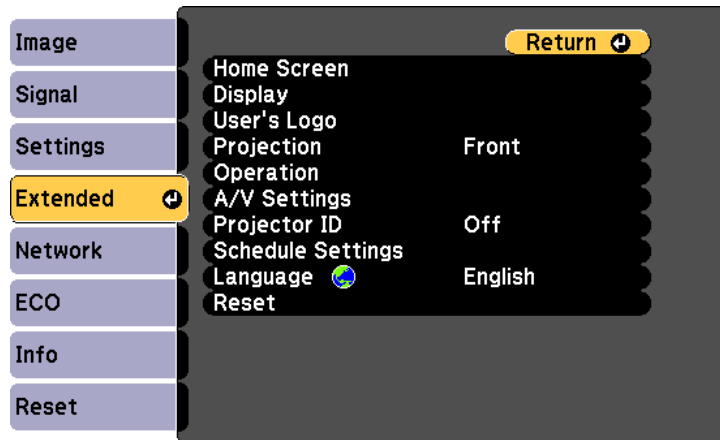 Image
Signal
Settings
Extended
Network
ECO
Info
Reset
Return
Home Screen
Display
User's Logo
Projection Front
Operation
A/V Settings
Projector ID Off
Schedule Settings
Language English
Reset